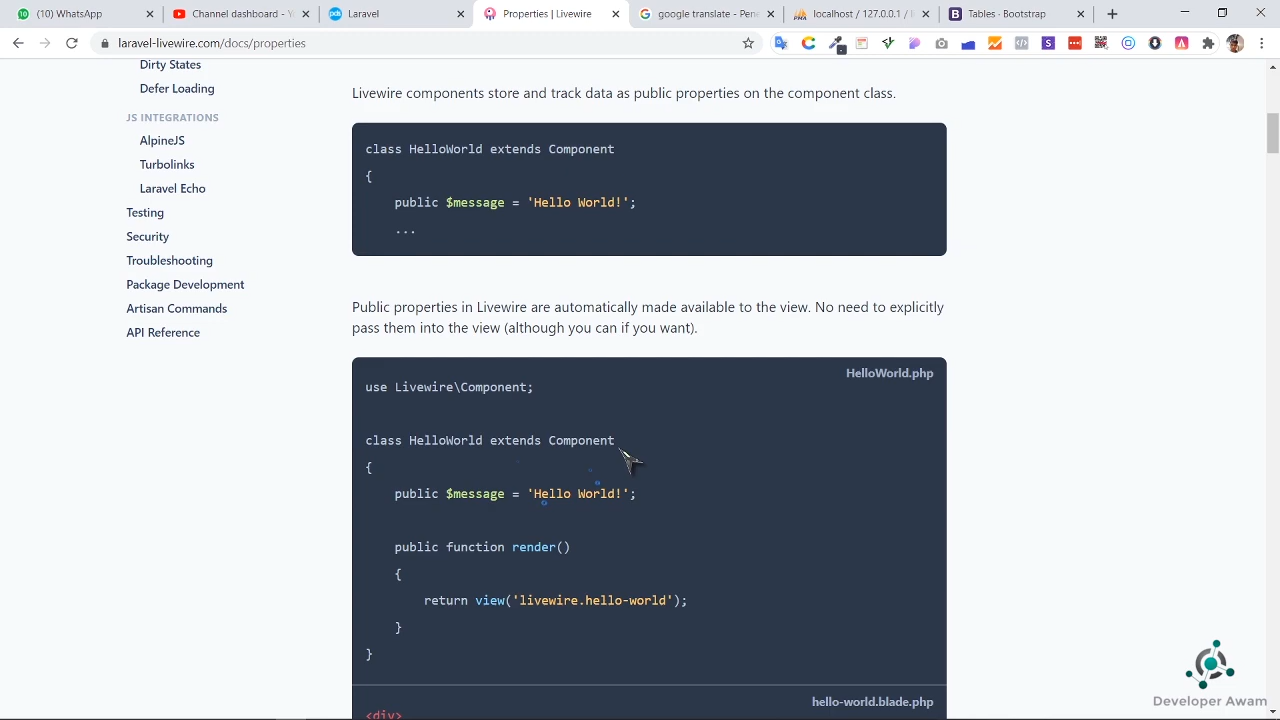 WhatsApp
Channel dashboard - Y
Laravel
Properties | Livewire
google translate - Pene
localhost / 127.0.0.1 / l
Tables - Bootstrap
laravel-livewire.com/docs/properties
Dirty States
Defer Loading
JS INTEGRATIONS
AlpineJS
Turbolinks
Laravel Echo
Testing
Security
Troubleshooting
Package Development
Artisan Commands
API Reference
Livewire components store and track data as public properties on the component class.
class HelloWorld extends Component
{
public $message = 'Hello World!';
...
Public properties in Livewire are automatically made available to the view. No need to explicitly
pass them into the view (although you can if you want).
HelloWorld.php
use Livewire\Component;
class HelloWorld extends Component
{
public $message = 'Hello World!';
public function render()
{
return view('livewire.hello-world');
}
}
hello-world.blade.php
<div>
Developer Awam